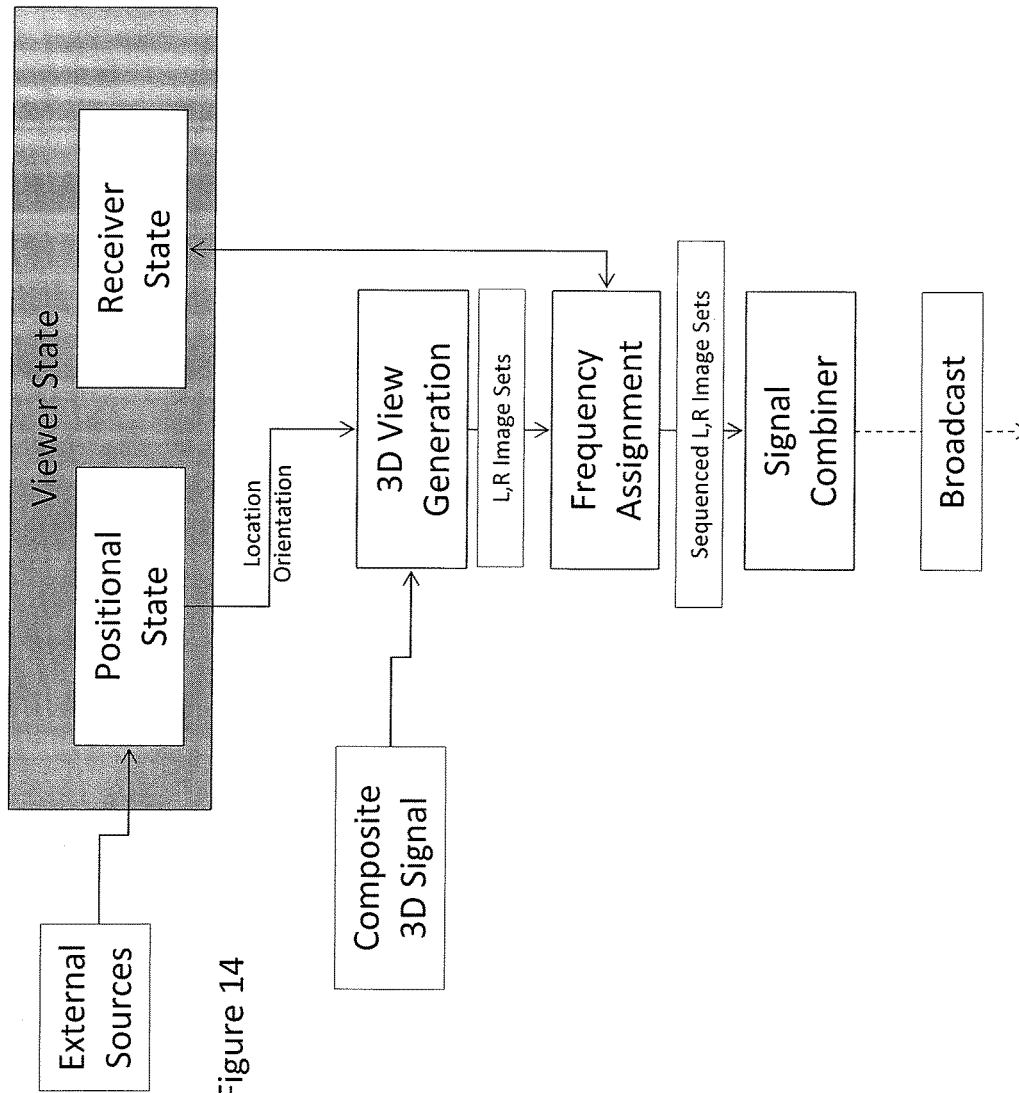 Viewer State
External
Sources
Positional
State
Receiver
State
Location
Orientation
Composite
3D Signal
3D View
Generation
L,R Image Sets
Frequency
Assignment
Sequenced L,R Image Sets
Signal
Combiner
Broadcast
Figure 14